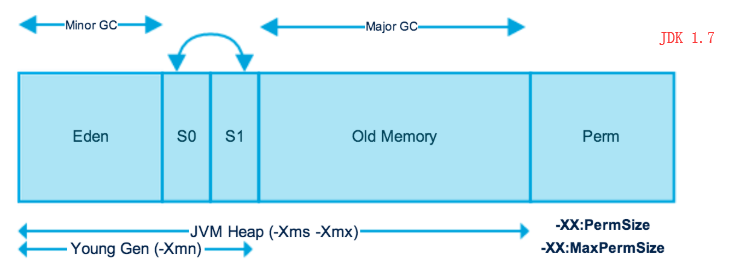 Minor GC
Major GC
JDK 1.7
Eden
S0
S1
Old Memory
Perm
JVM Heap (-Xms -Xmx)
-XX:PermSize
Young Gen (-Xmn)
-XX:MaxPermSize